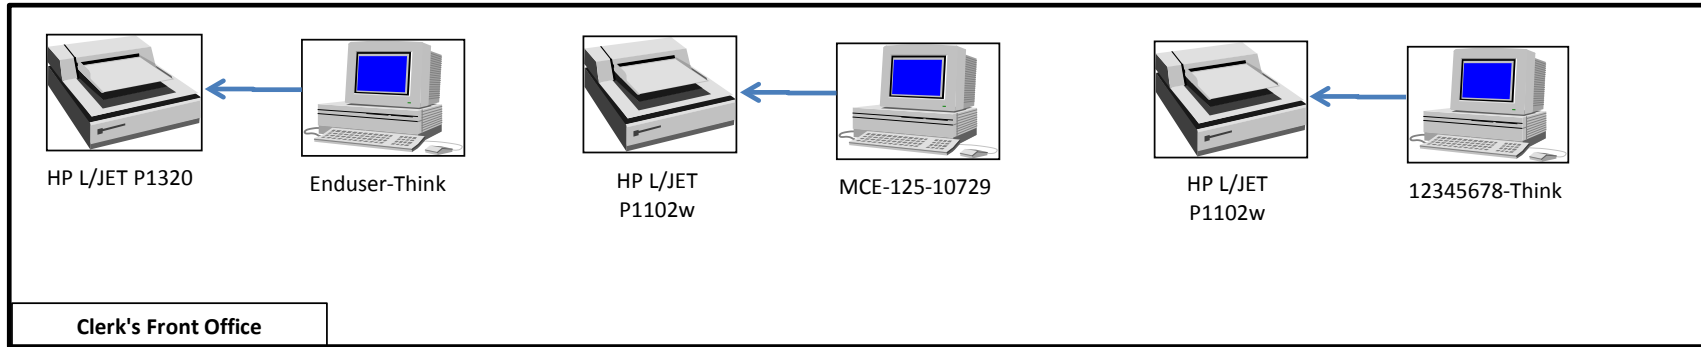 HP L/JET P1320
Enduser-Think
HP L/JET
P1102w
MCE-125-10729
HP L/JET
P1102w
12345678-Think
Clerk's Front Office